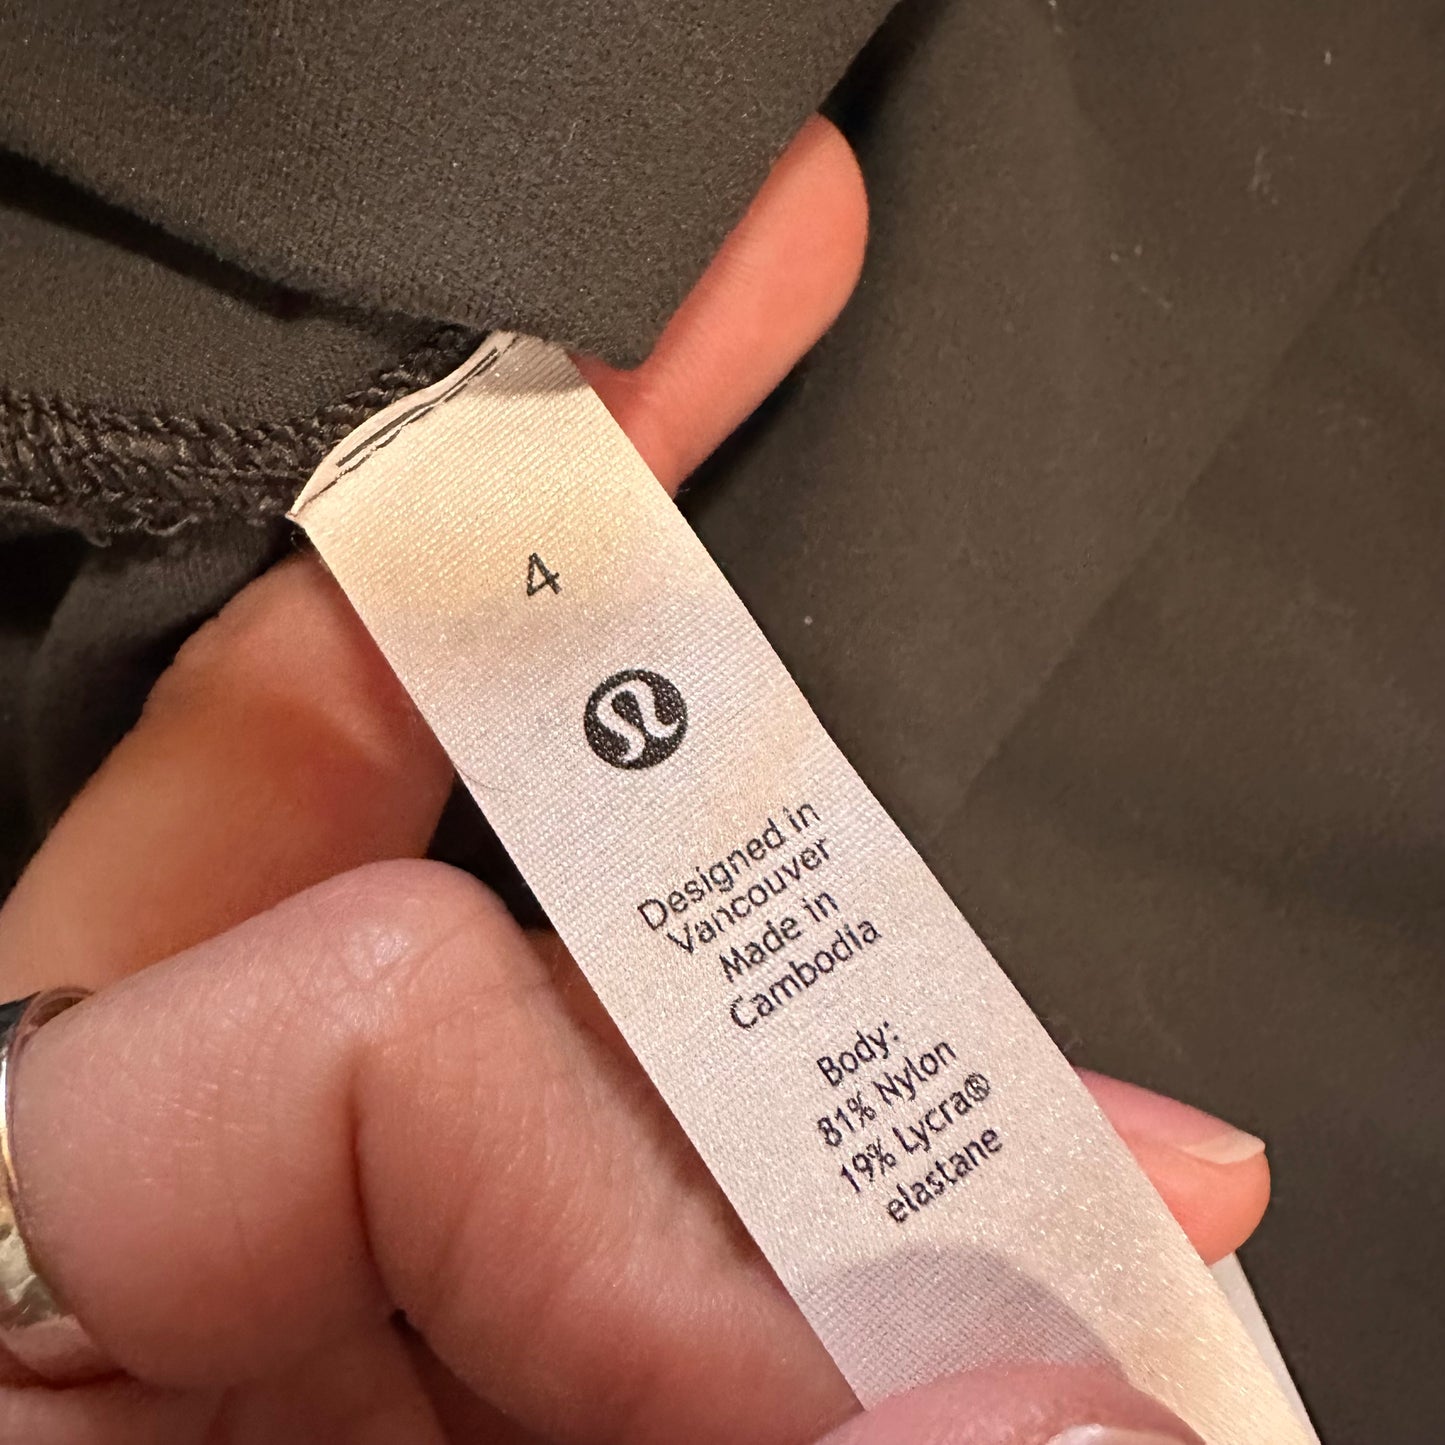 4
Designed in
Vancouver
Made in
Cambodia
Body:
81% Nylon
19% Lycra®
elastane